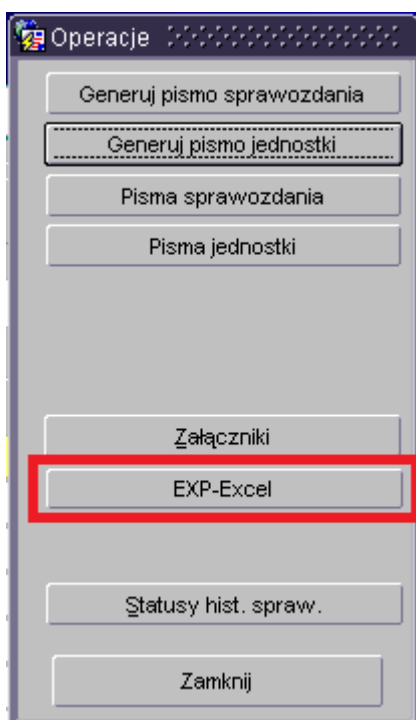 Operacje
Generuj pismo sprawozdania
Generuj pismo jednostki
Pisma sprawozdania
Pisma jednostki
Załączniki
EXP-Excel
Statusy hist. spraw.
Zamknij